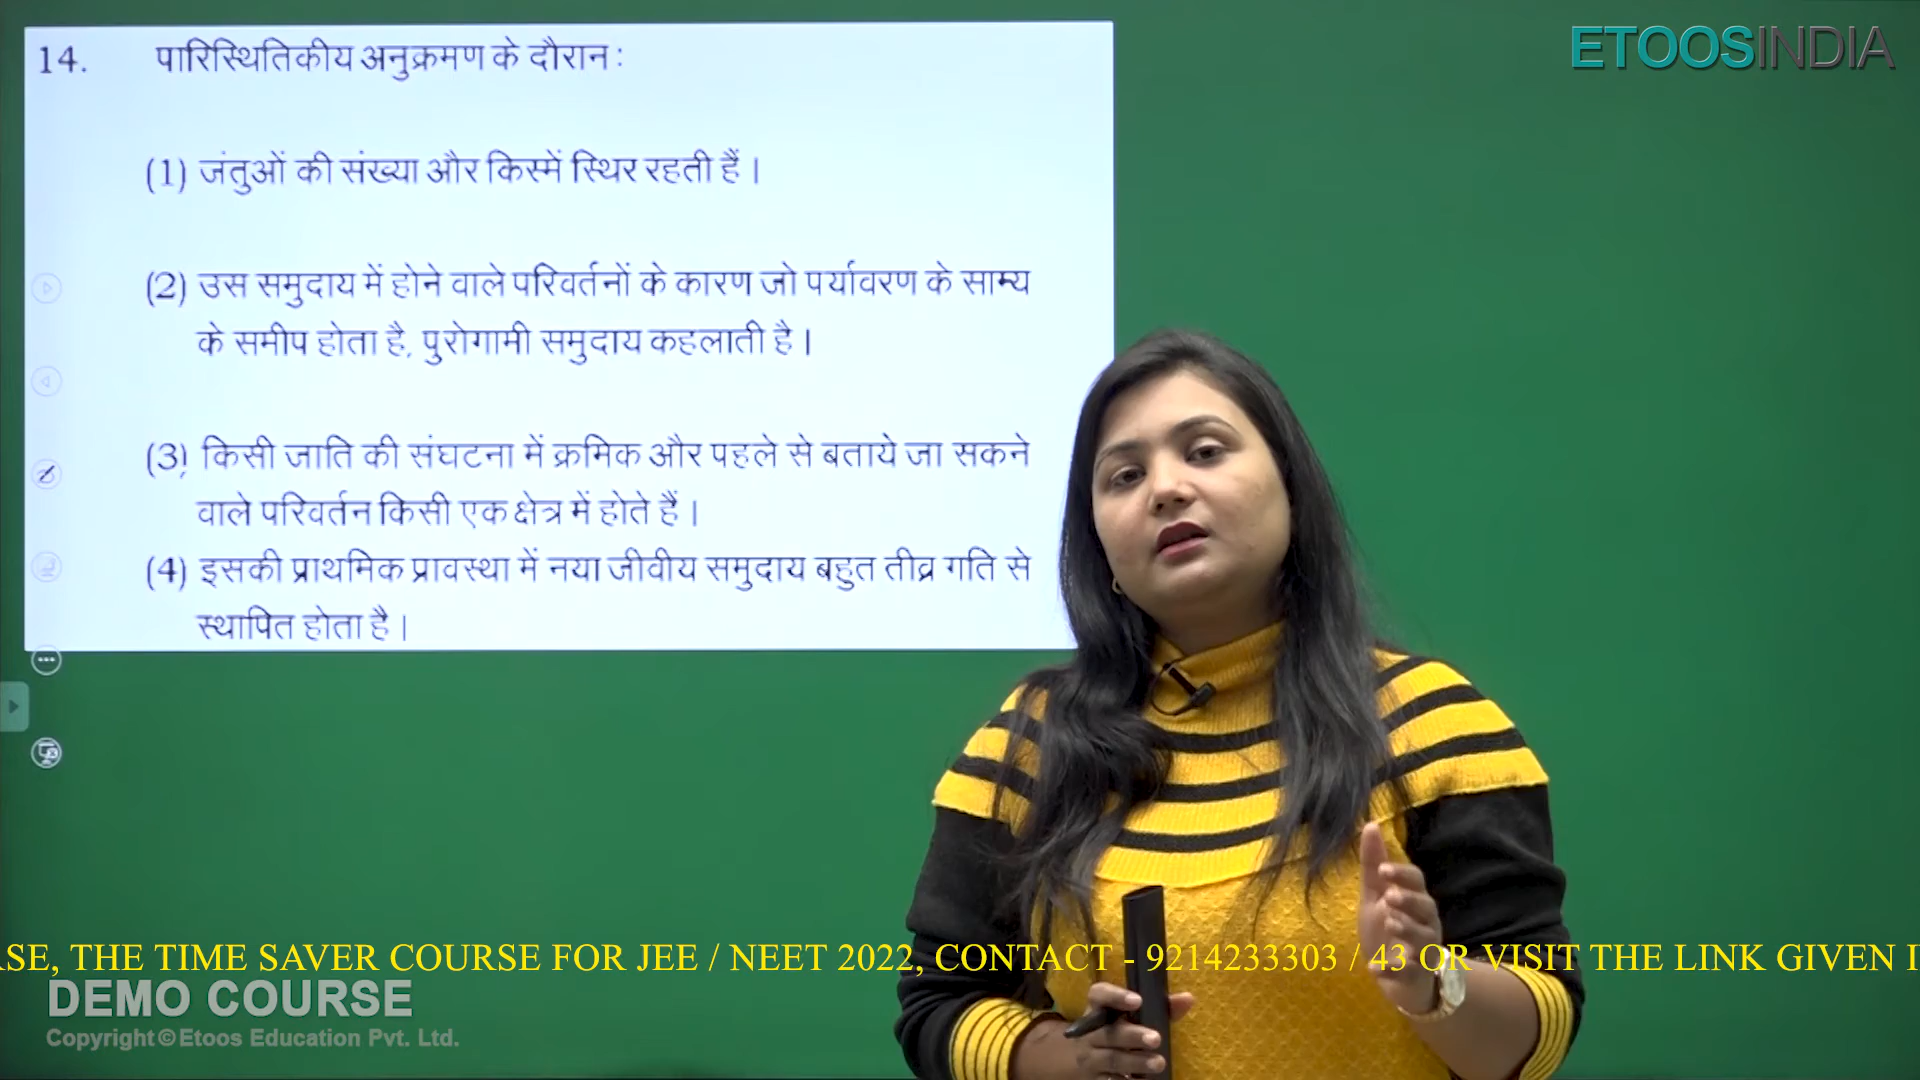 ETOOSINDIA
14. पारिस्थितिकीय अनुक्रमण के दौरान :
(1) जंतुओं की संख्या और किस्में स्थिर रहती हैं ।
(2) उस समुदाय में होने वाले परिवर्तनों के कारण जो पर्यावरण के साम्य
के समीप होता है, पुरोगामी समुदाय कहलाती है ।
(3) किसी जाति की संघटना में क्रमिक और पहले से बताये जा सकने
वाले परिवर्तन किसी एक क्षेत्र में होते हैं ।
(4) इसकी प्राथमिक प्रावस्था में नया जीवीय समुदाय बहुत तीव्र गति से
स्थापित होता है ।
SE, THE TIME SAVER COURSE FOR JEE / NEET 2022, CONTACT - 9214233303 / 43 OR VISIT THE LINK GIVEN
DEMO COURSE
Copyright © Etoos Education Pvt. Ltd.